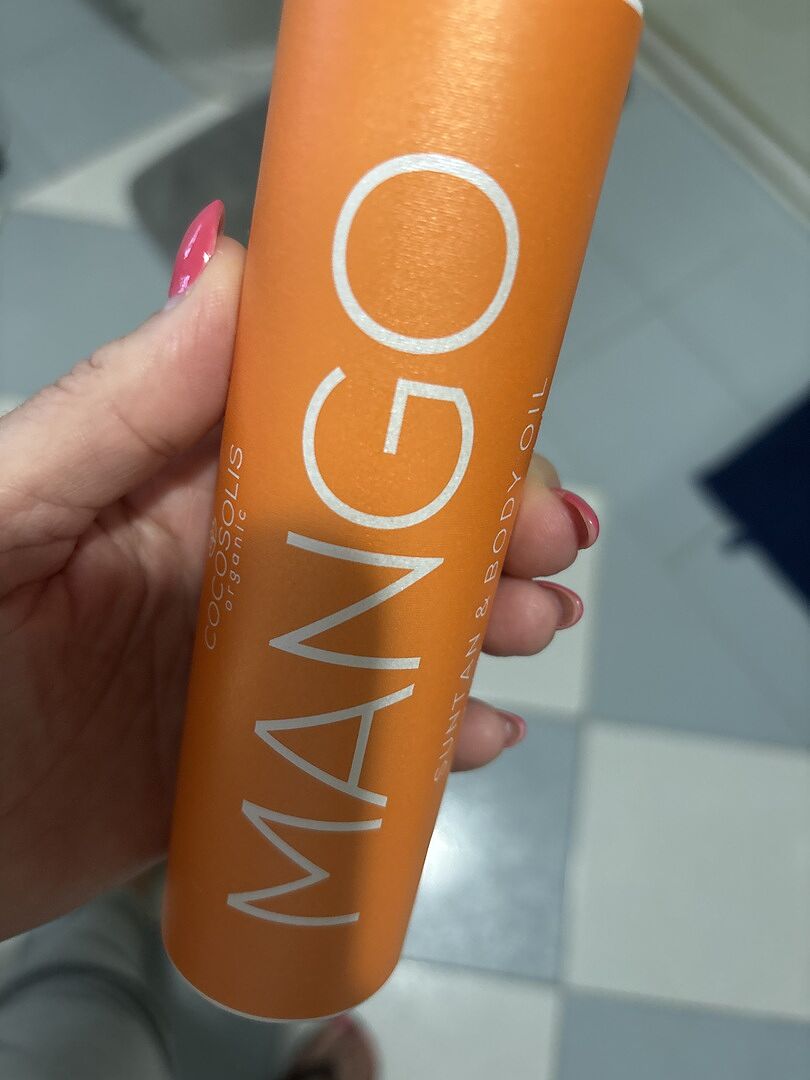 COCOSOLIS
organic
MANGO
SUNTAN & BODY OIL